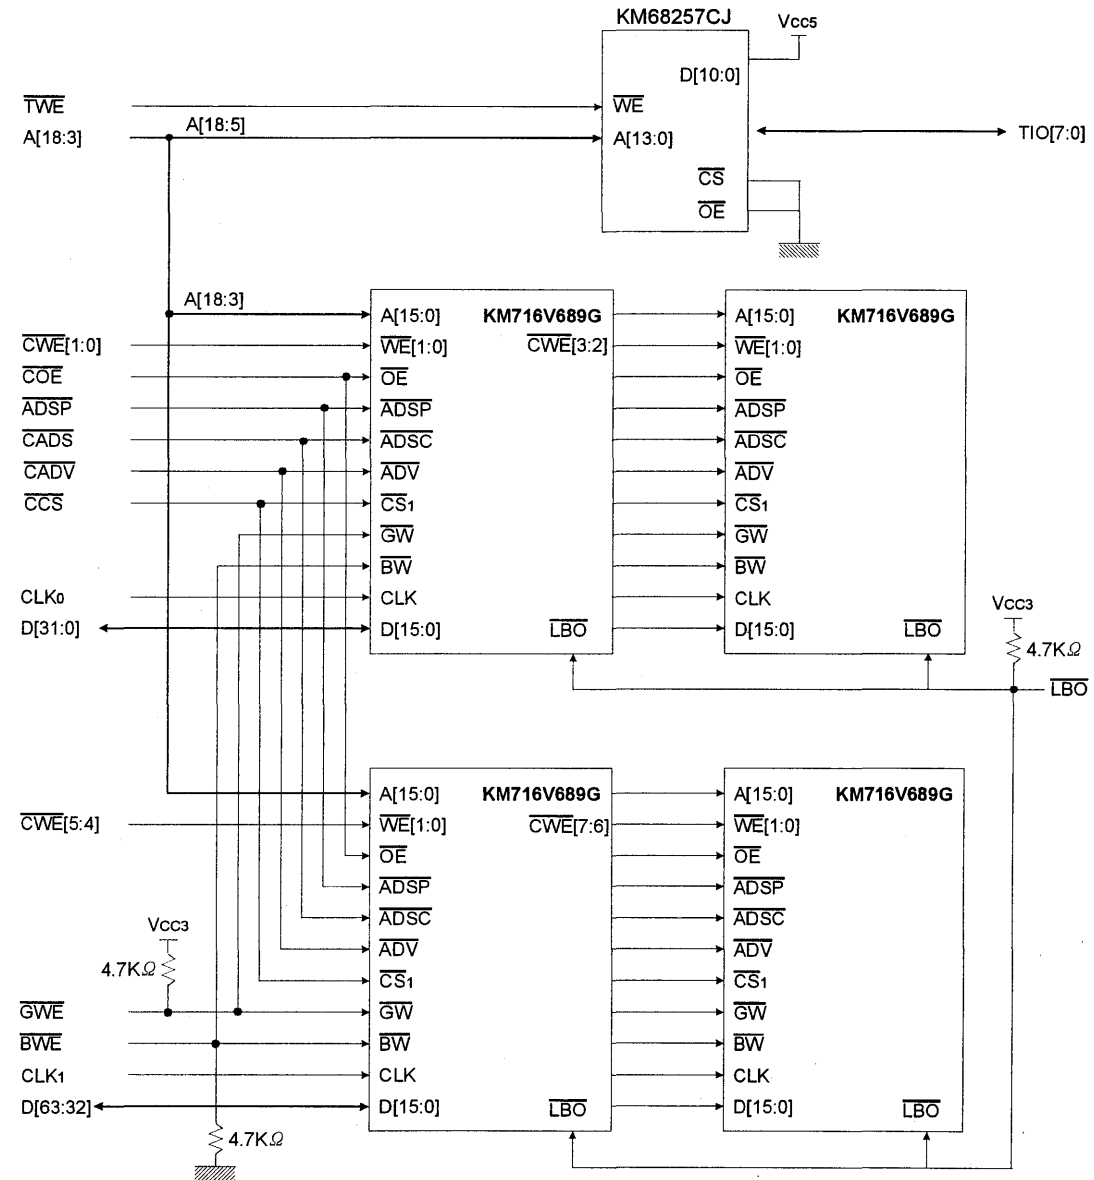 KM68257CJ
Vcc5
D[10:0]
TWE
WE
A[18:3]
A[18:5]
A[13:0]
TIO[7:0]
CS
OE
A[18:3]
A[15:0]
KM716V689G
A[15:0]
KM716V689G
CWE[1:0]
WE[1:0]
CWE[3:2]
WE[1:0]
COE
OE
OE
ADSP
ADSP
ADSP
CADS
ADSC
ADSC
CADV
ADV
ADV
CCS
CS1
CS1
GW
GW
BW
BW
CLK0
CLK
CLK
Vcc3
D[31:0]
D[15:0]
LBO
D[15:0]
LBO
4.7KΩ
LBO
A[15:0]
KM716V689G
A[15:0]
KM716V689G
CWE[5:4]
WE[1:0]
CWE[7:6]
WE[1:0]
OE
OE
ADSP
ADSP
ADSC
ADSC
Vcc3
ADV
ADV
4.7KΩ
CS1
CS1
GWE
GW
GW
BWE
BW
BW
CLK1
CLK
CLK
D[63:32]
D[15:0]
LBO
D[15:0]
LBO
4.7KΩ